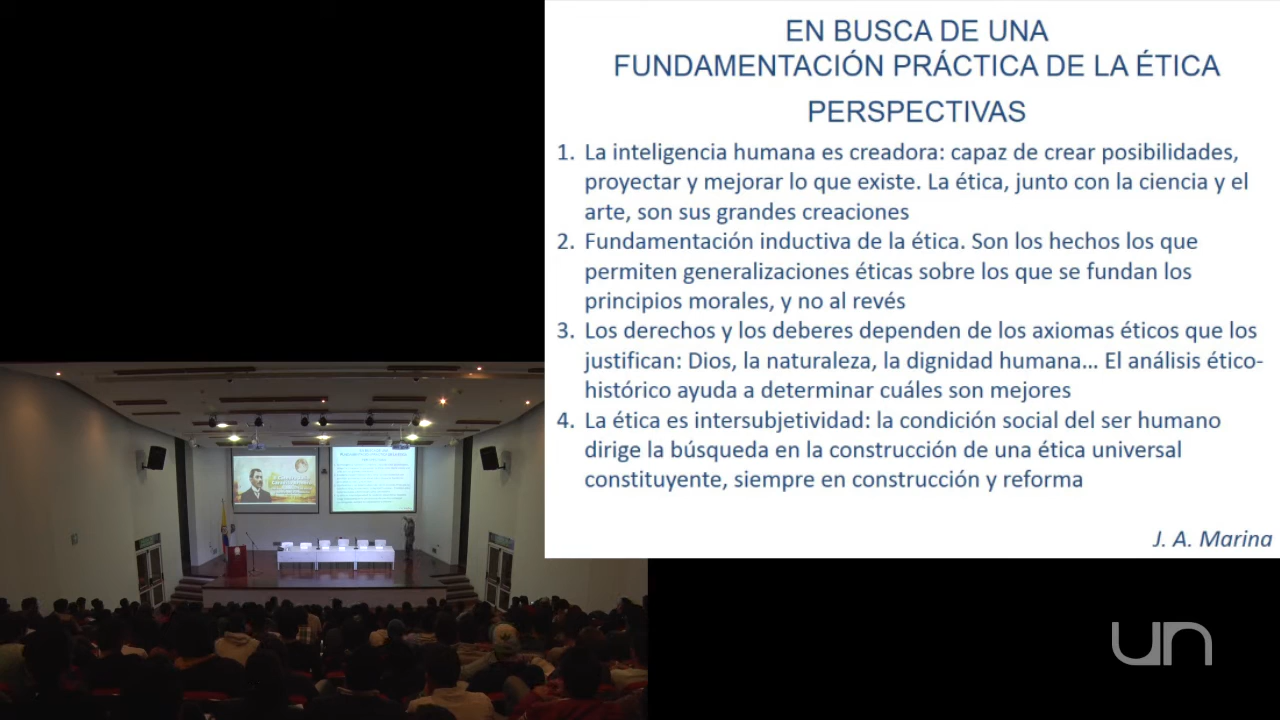 EN BUSCA DE UNA
FUNDAMENTACIÓN PRÁCTICA DE LA ÉTICA
PERSPECTIVAS
1. La inteligencia humana es creadora: capaz de crear posibilidades,
proyectar y mejorar lo que existe. La ética, junto con la ciencia y el
arte, son sus grandes creaciones
2. Fundamentación inductiva de la ética. Son los hechos los que
permiten generalizaciones éticas sobre los que se fundan los
principios morales, y no al revés
3. Los derechos y los deberes dependen de los axiomas éticos que los
justifican: Dios, la naturaleza, la dignidad humana... El análisis ético-
histórico ayuda a determinar cuáles son mejores
4. La ética es intersubjetividad: la condición social del ser humano
dirige la búsqueda en la construcción de una ética universal
constituyente, siempre en construcción y reforma
J. A. Marina
un